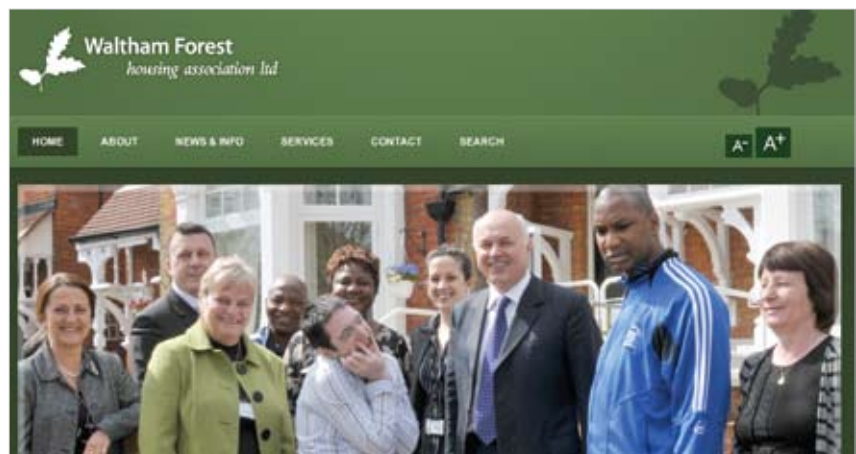 Waltham Forest
housing association ltd
HOME ABOUT NEWS & INFO SERVICES CONTACT SEARCH
A- A+